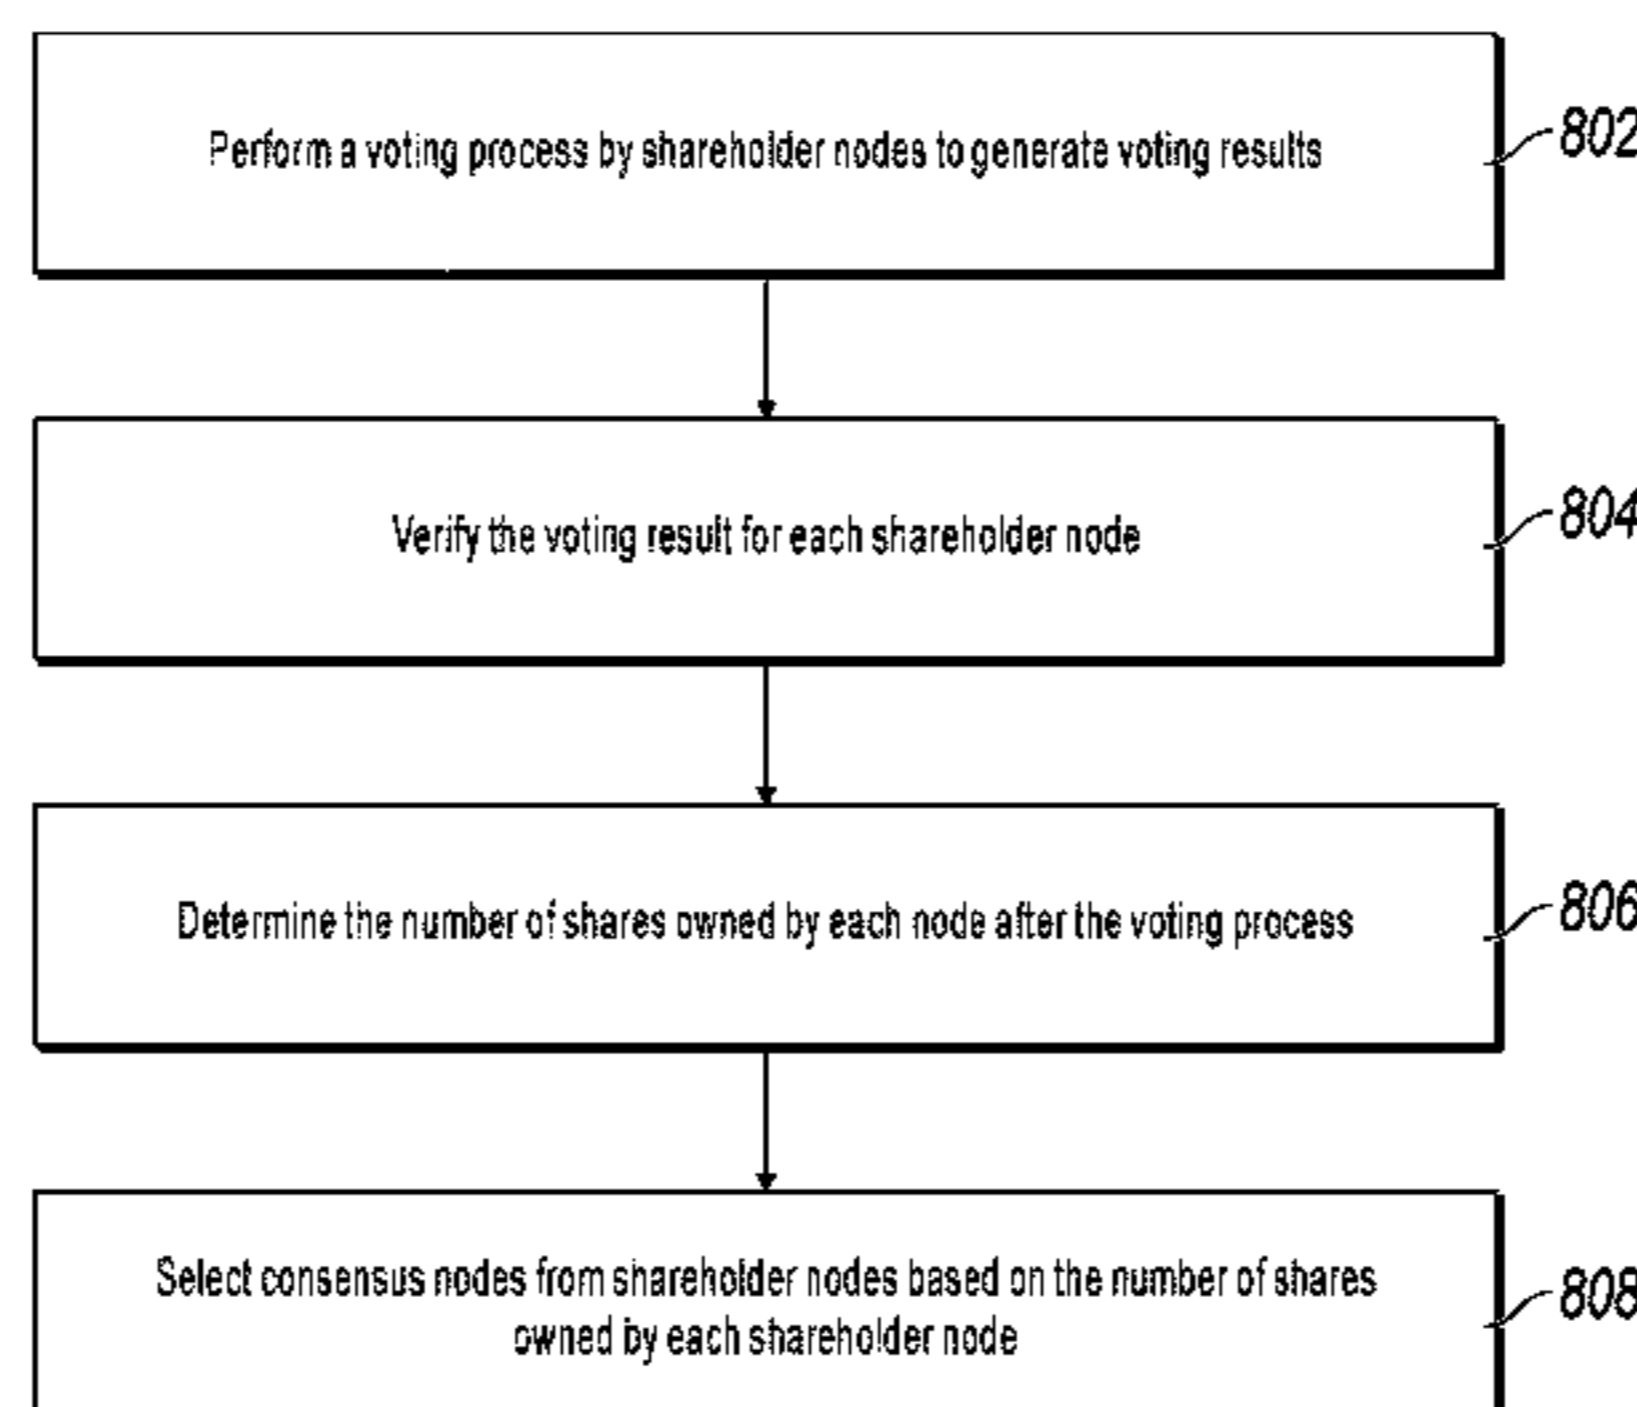 Perform a voting process by shareholder nodes to generate voting results
802
Verify the voting result for each shareholder node
804
Determine the number of shares owned by each node after the voting process
806
Select consensus nodes from shareholder nodes based on the number of shares
owned by each shareholder node
808